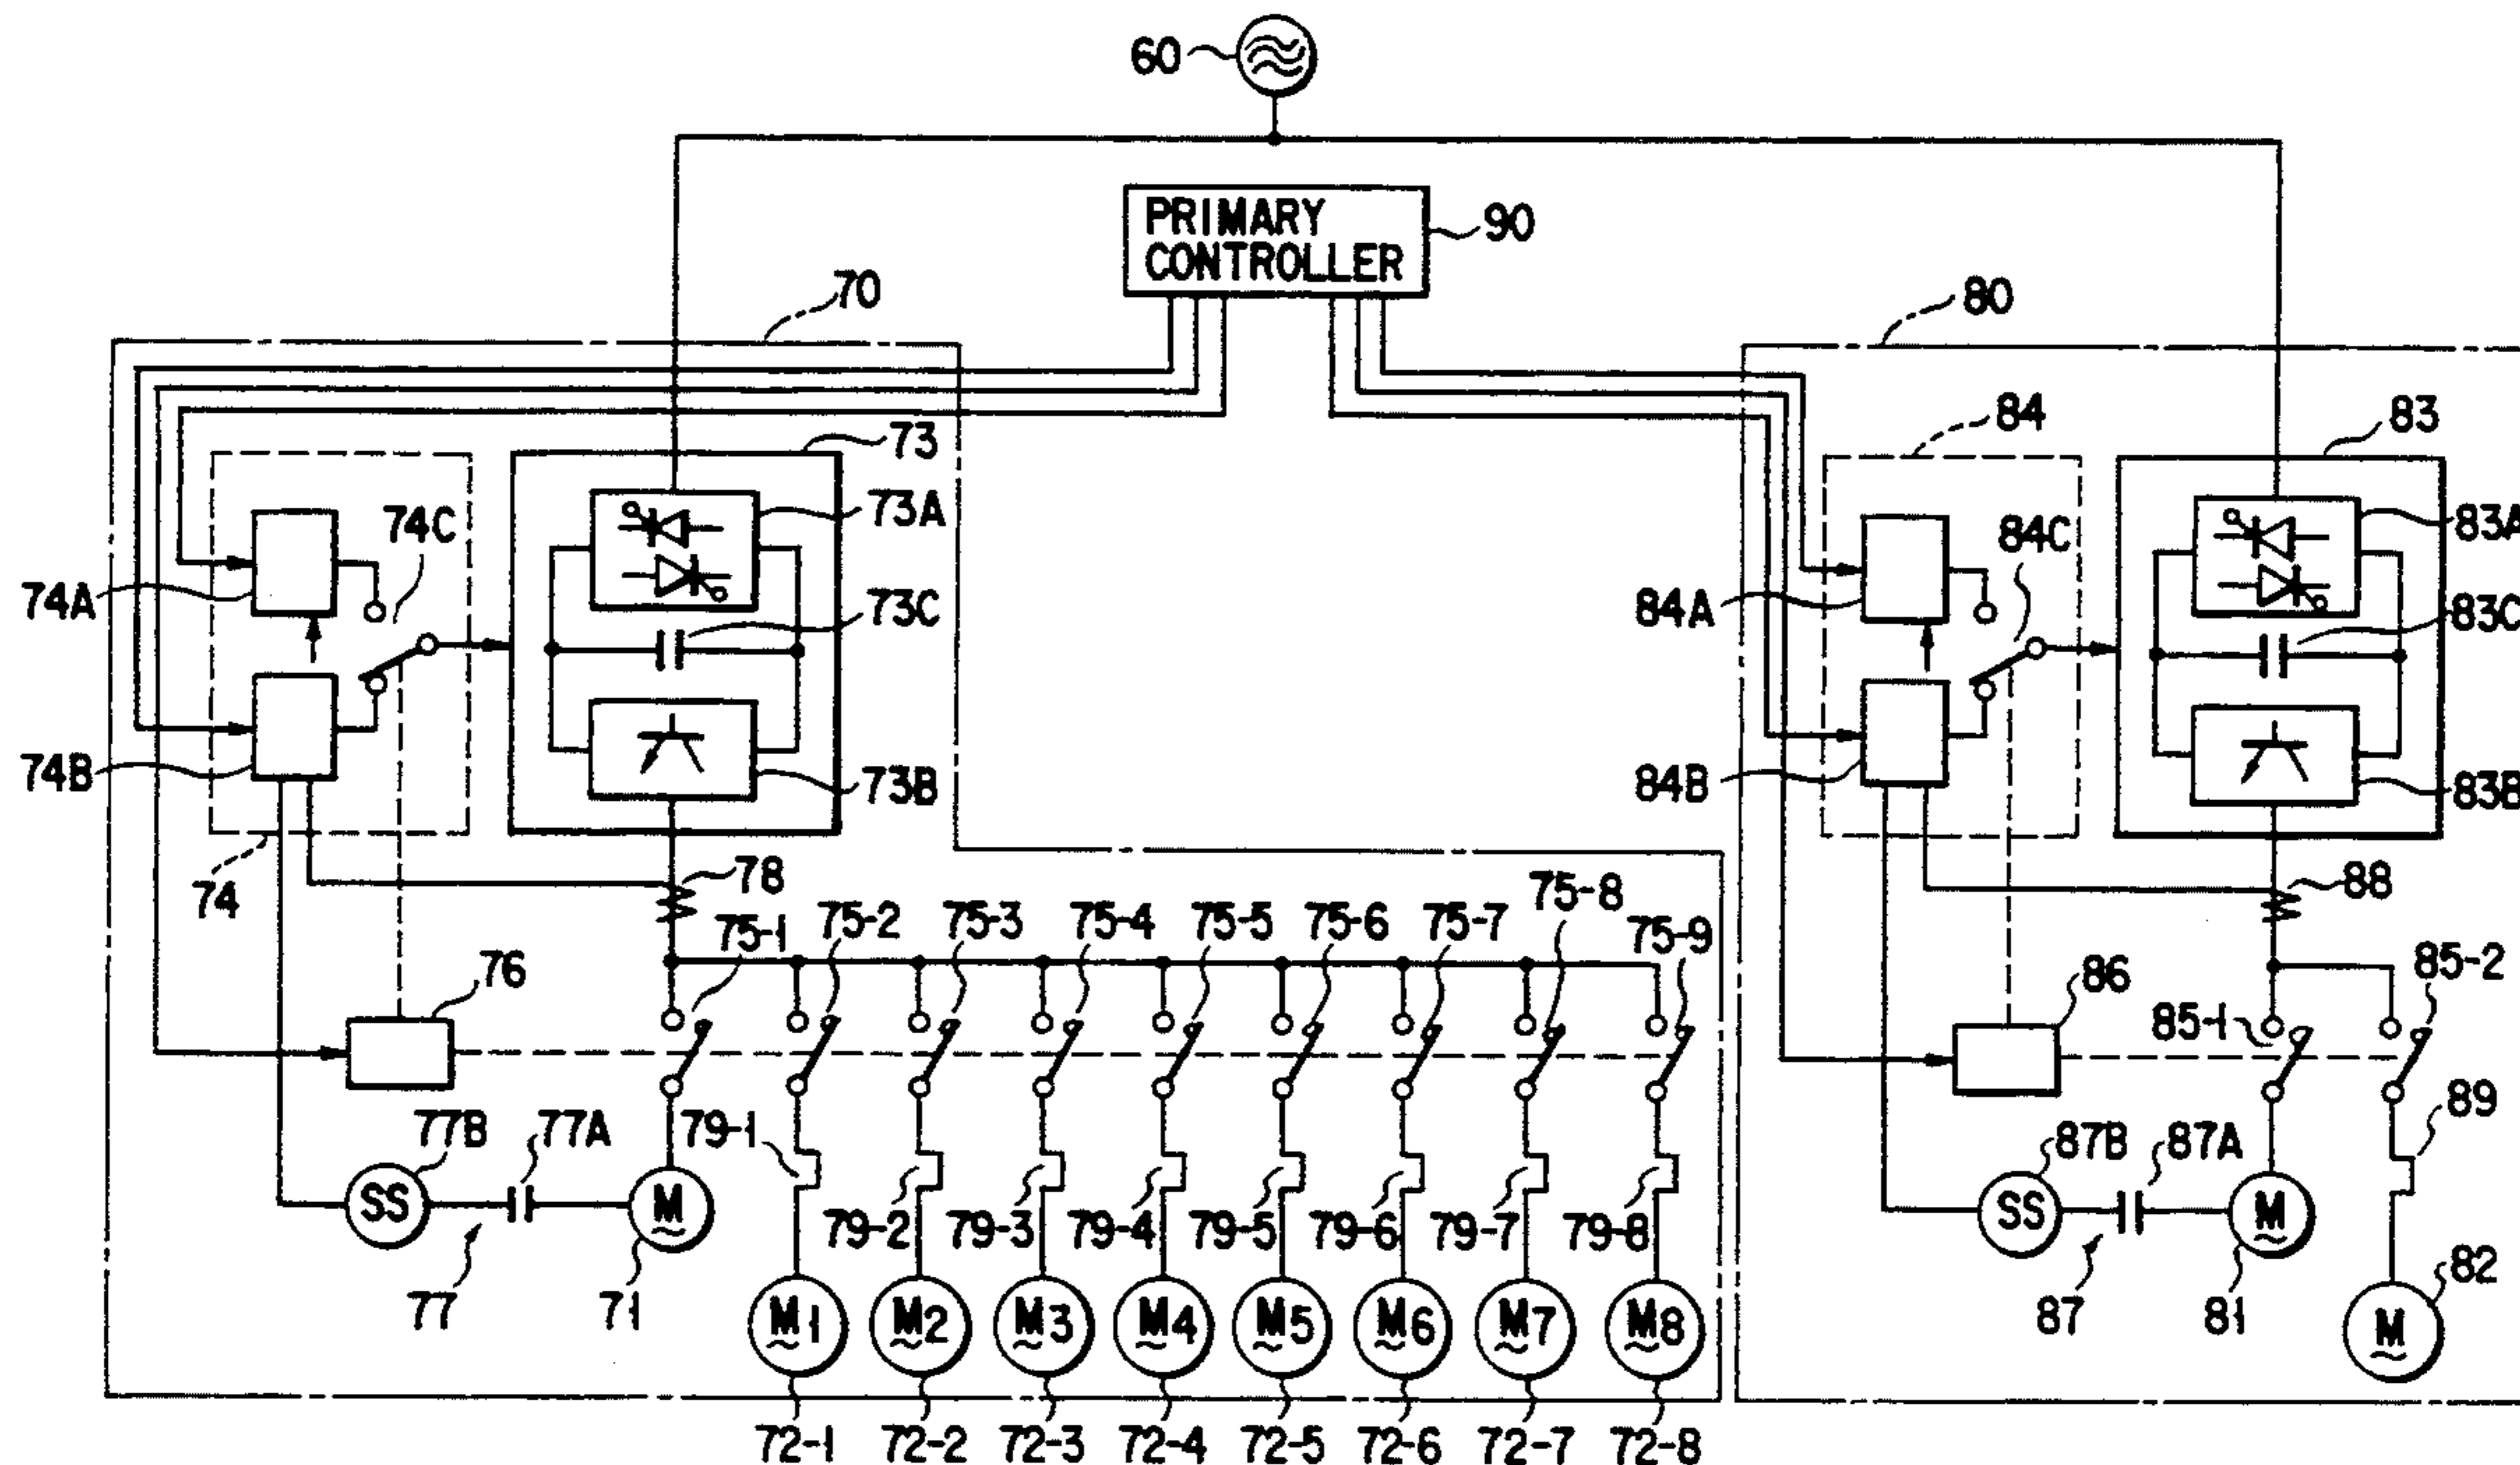 60
PRIMARY
CONTROLLER
90
70
80
73
84
83
74C
73A
84C
83A
74A
73C
84A
83C
74B
73B
84B
83B
74
78
88
75-1
75-2
75-3
75-4
75-5
75-6
75-7
75-8
75-9
76
86
85-1
85-2
77B
77A
79-1
87B
87A
89
SS
M
79-2
79-3
79-4
79-5
79-6
79-7
79-8
SS
M
77
71
M1
M2
M3
M4
M5
M6
M7
M8
87
81
M
82
72-1
72-2
72-3
72-4
72-5
72-6
72-7
72-8